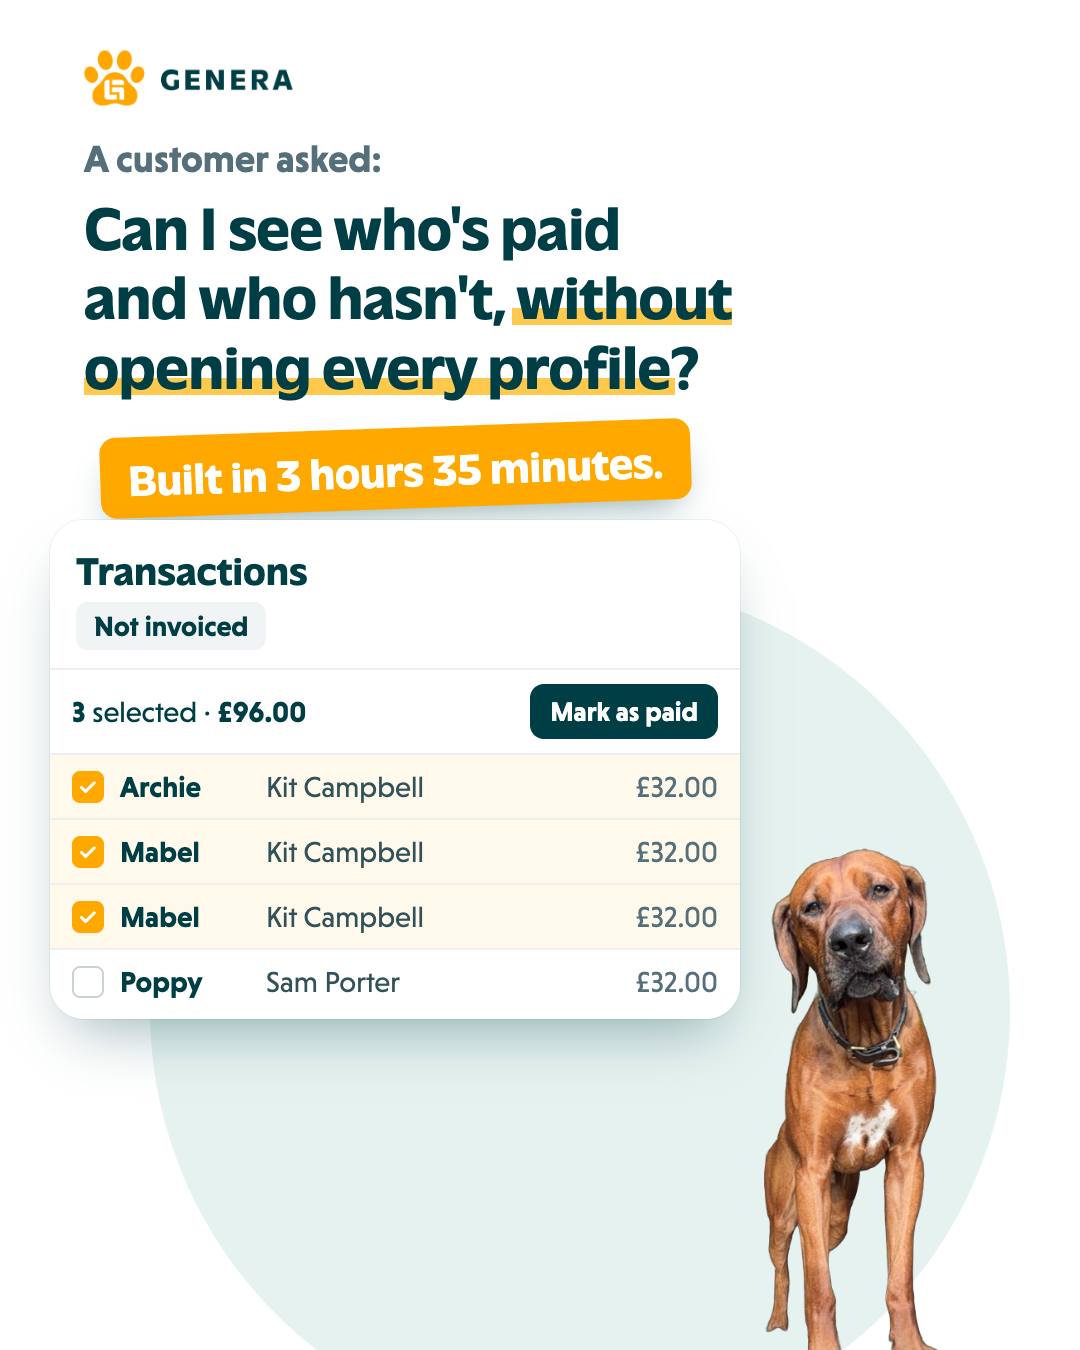 GENERA
A customer asked:
Can I see who's paid
and who hasn't, without
opening every profile?
Built in 3 hours 35 minutes.
Transactions
Not invoiced
3 selected · £96.00 Mark as paid
Archie Kit Campbell £32.00
Mabel Kit Campbell £32.00
Mabel Kit Campbell £32.00
Poppy Sam Porter £32.00